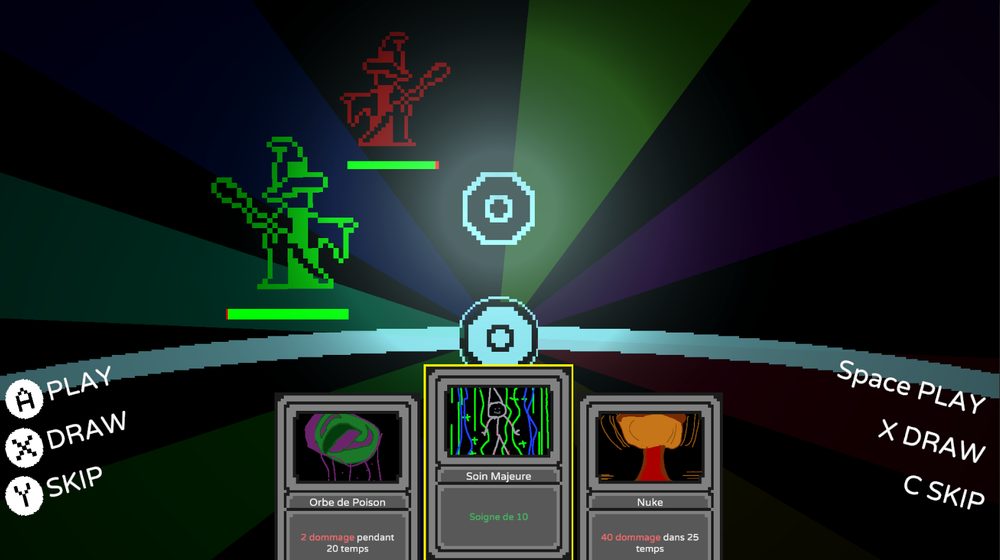 A PLAY
X DRAW
Y SKIP
Space PLAY
X DRAW
C SKIP
Orbe de Poison
2 dommage pendant
20 temps
Soin Majeure
Soigne de 10
Nuke
40 dommage dans 25
temps